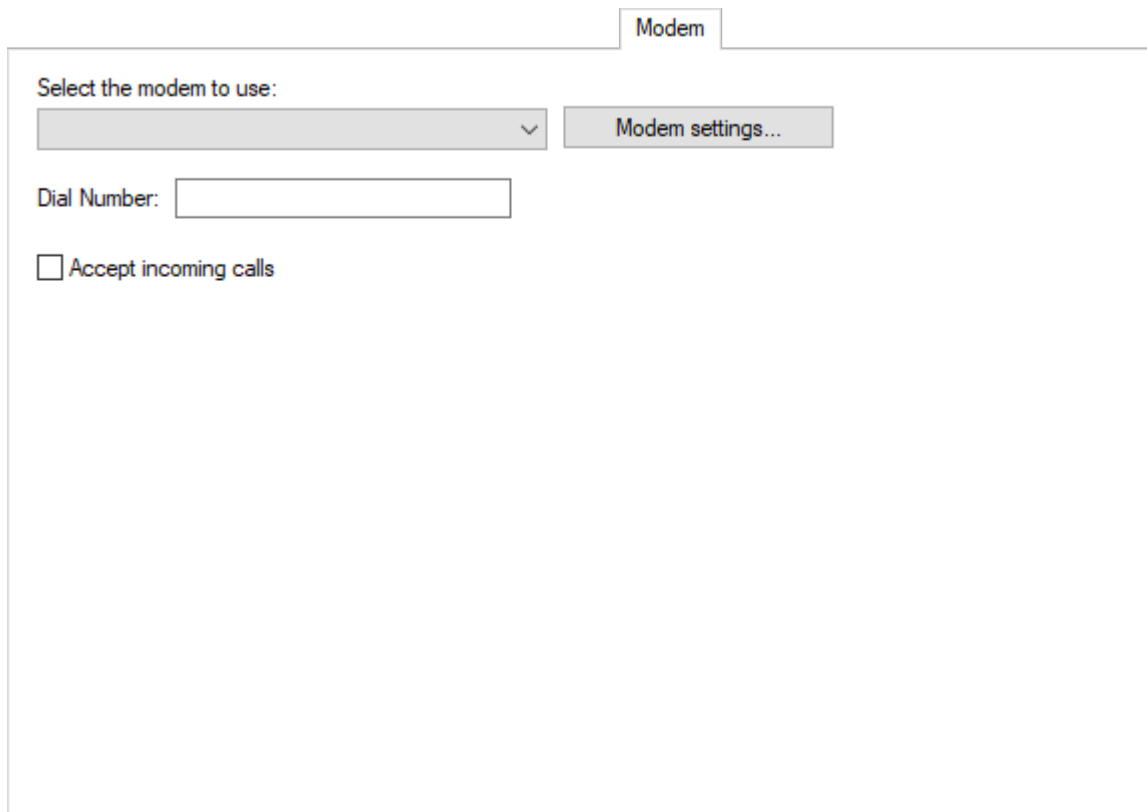 Modem
Select the modem to use:
Modem settings...
Dial Number:
Accept incoming calls